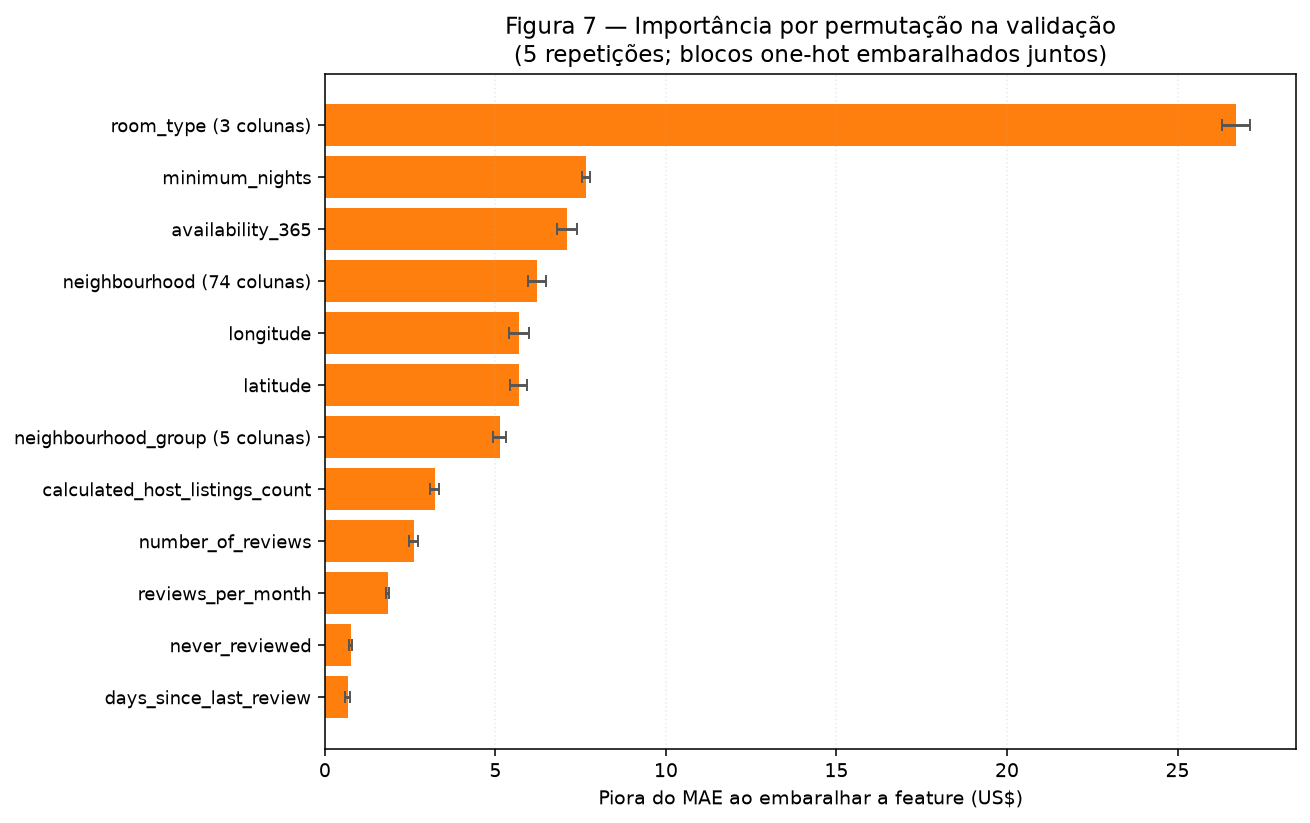 Figura 7 — Importância por permutação na validação
(5 repetições; blocos one-hot embaralhados juntos)
room_type (3 colunas)
minimum_nights
availability_365
neighbourhood (74 colunas)
longitude
latitude
neighbourhood_group (5 colunas)
calculated_host_listings_count
number_of_reviews
reviews_per_month
never_reviewed
days_since_last_review
0 5 10 15 20 25
Piora do MAE ao embaralhar a feature (US$)